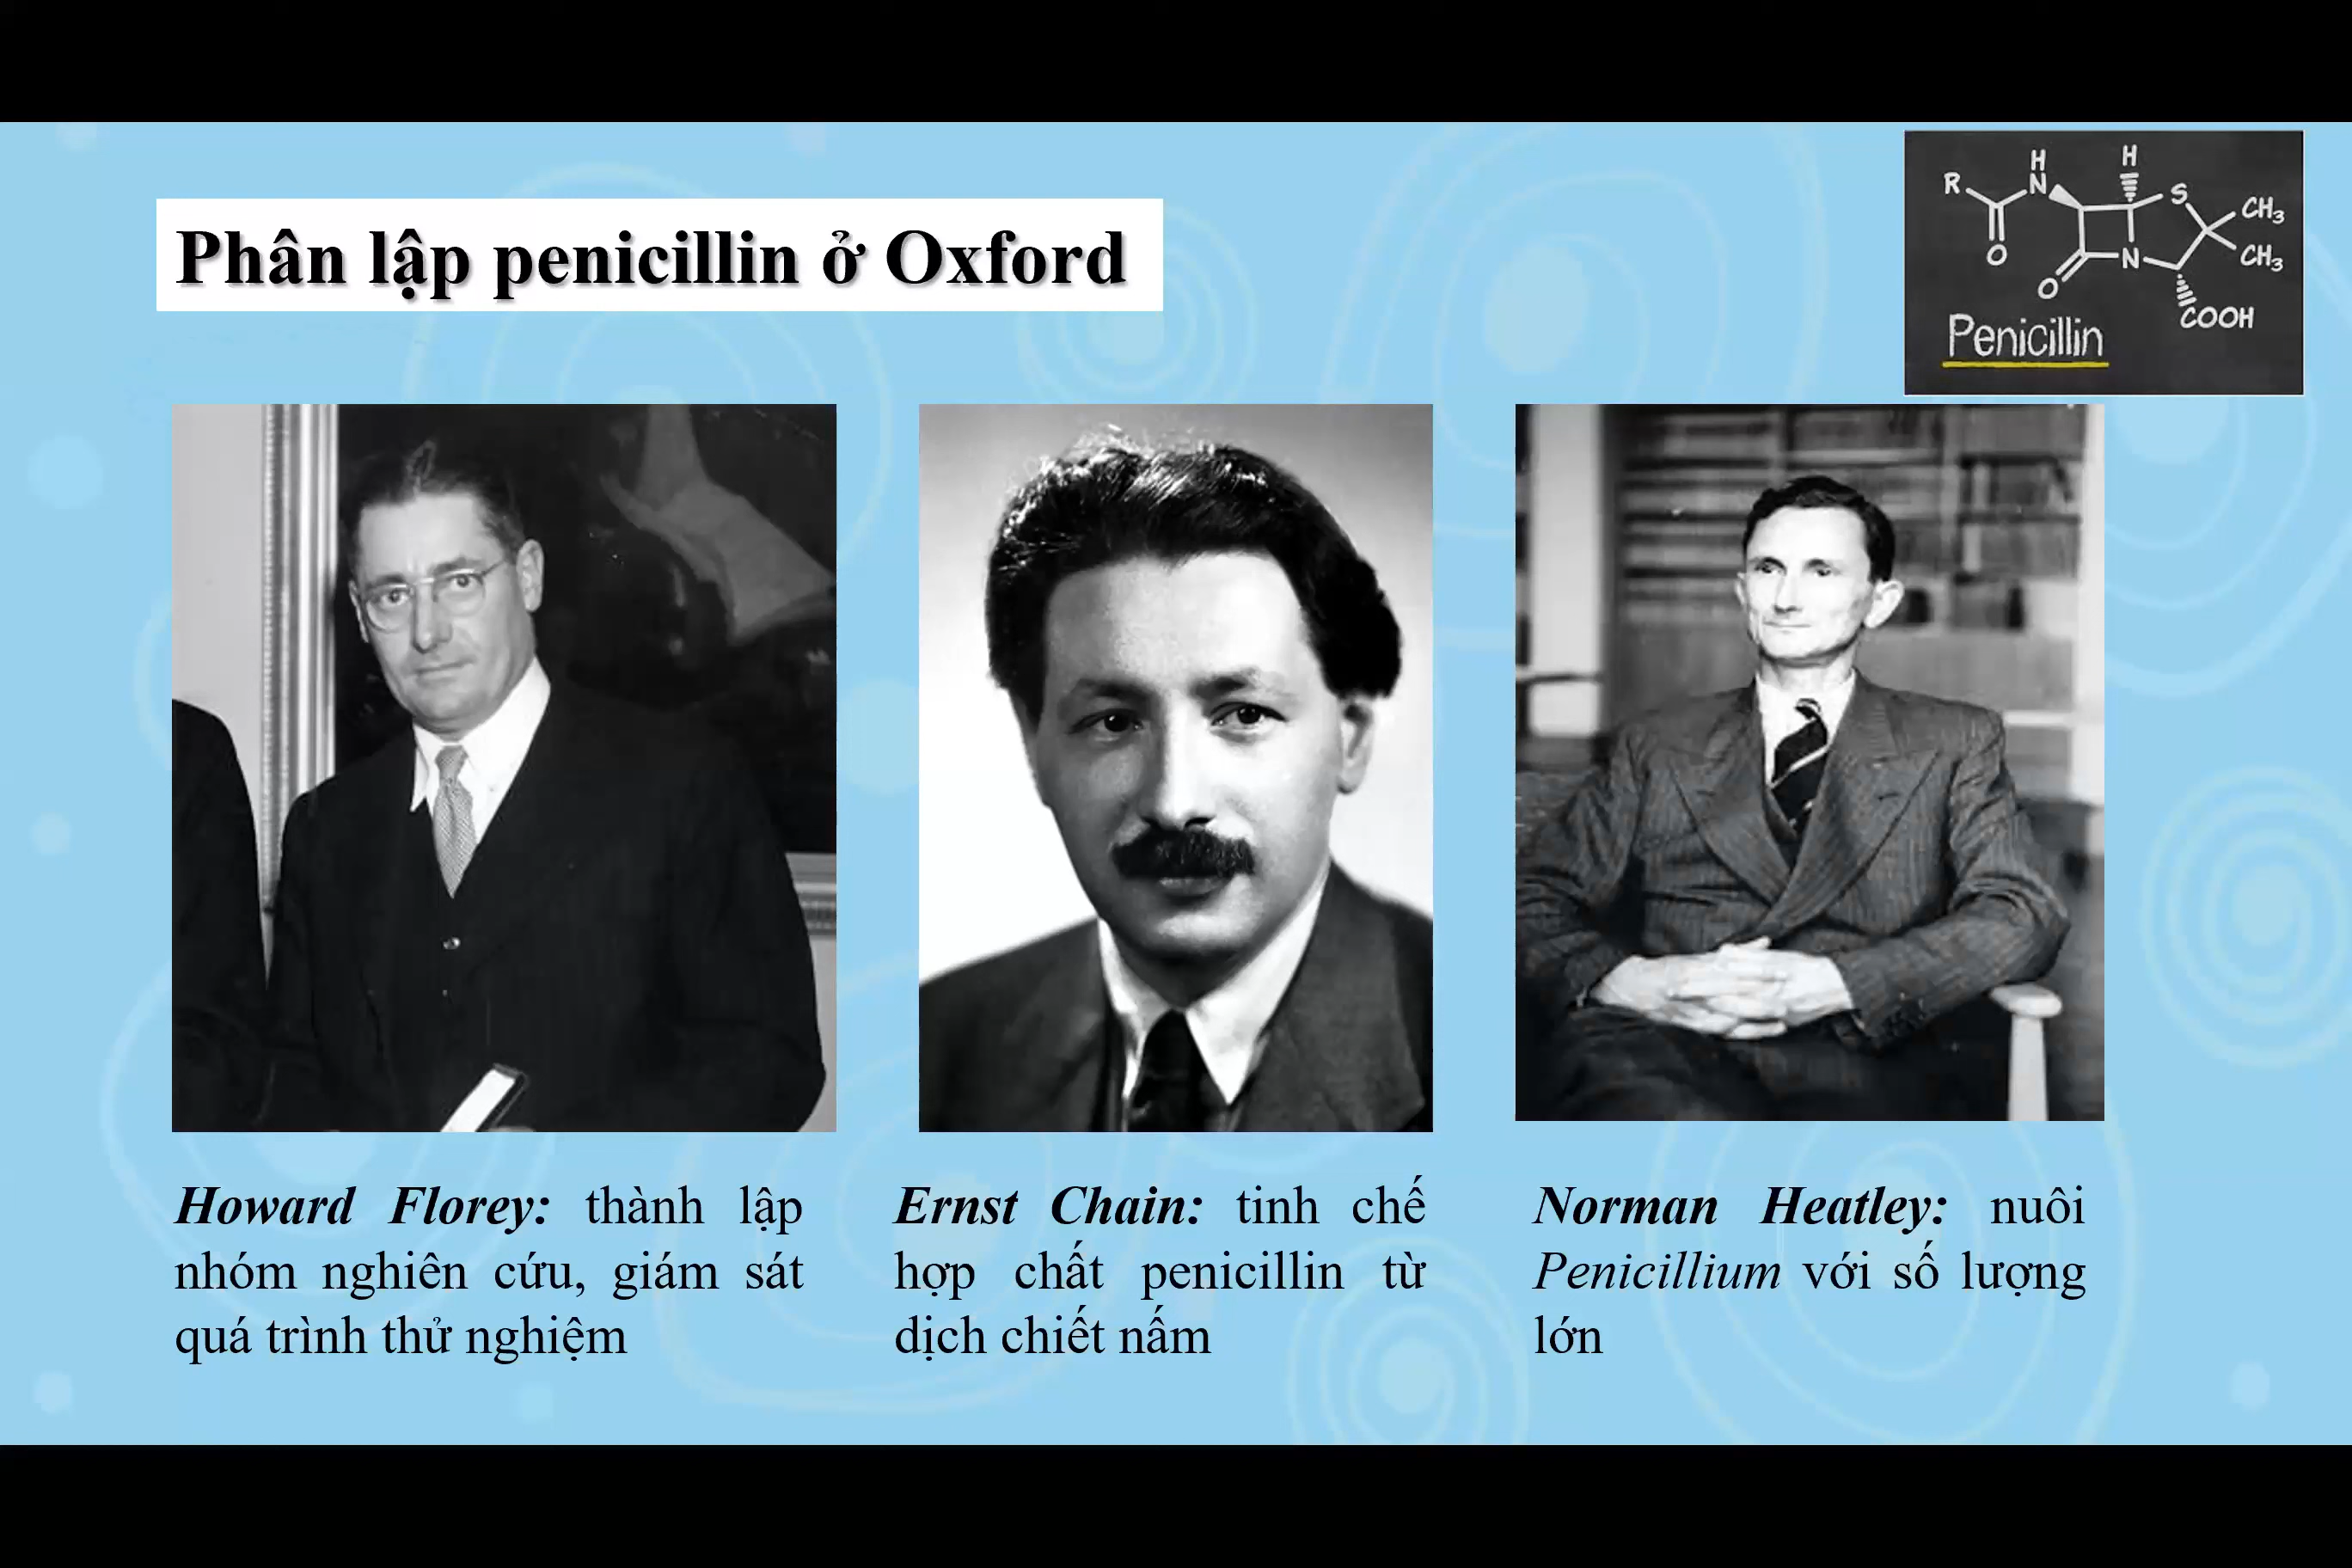 Phân lập penicillin ở Oxford
H
H
R
N
S
CH₃
O
N
CH₃
O
COOH
Penicillin
Howard Florey: thành lập
nhóm nghiên cứu, giám sát
quá trình thử nghiệm
Ernst Chain: tinh chế
hợp chất penicillin từ
dịch chiết nấm
Norman Heatley: nuôi
Penicillium với số lượng
lớn